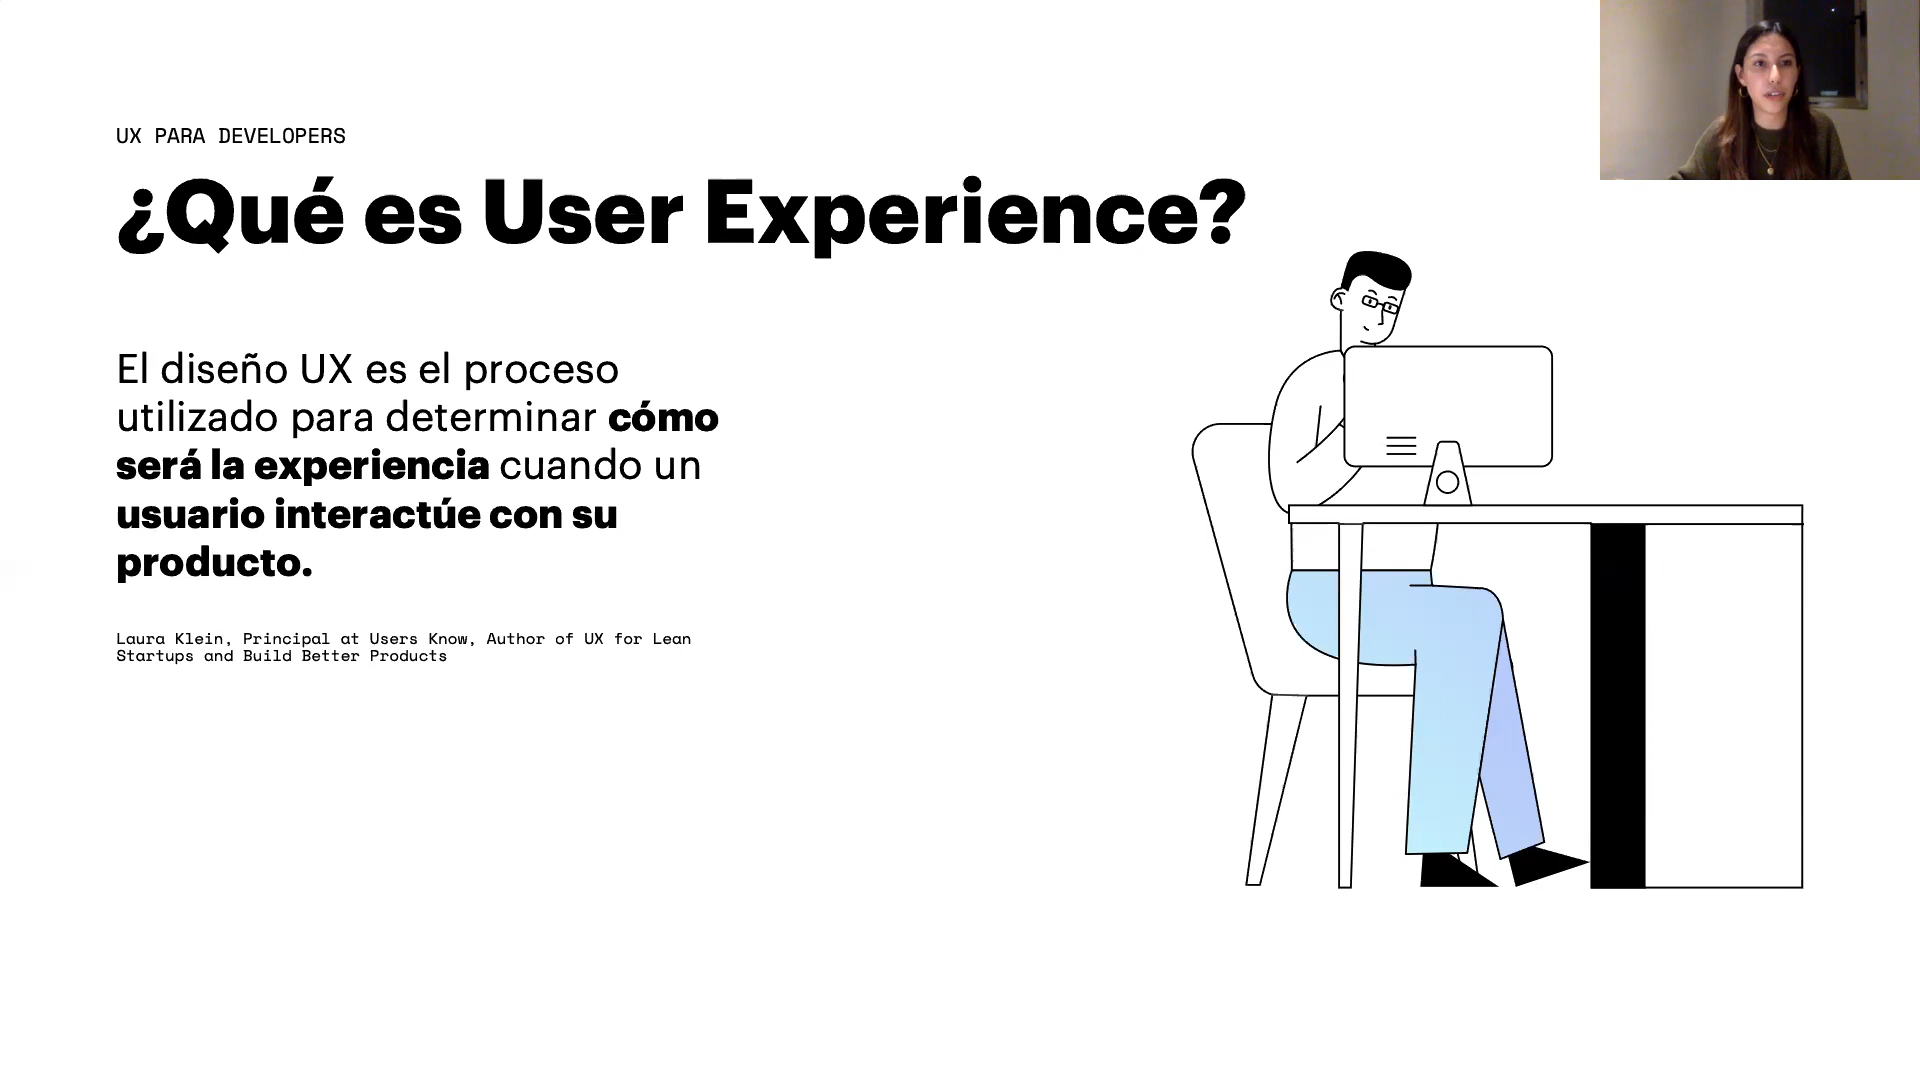 UX PARA DEVELOPERS
¿Qué es User Experience?
El diseño UX es el proceso
utilizado para determinar cómo
será la experiencia cuando un
usuario interactúe con su
producto.
Laura Klein, Principal at Users Know, Author of UX for Lean
Startups and Build Better Products